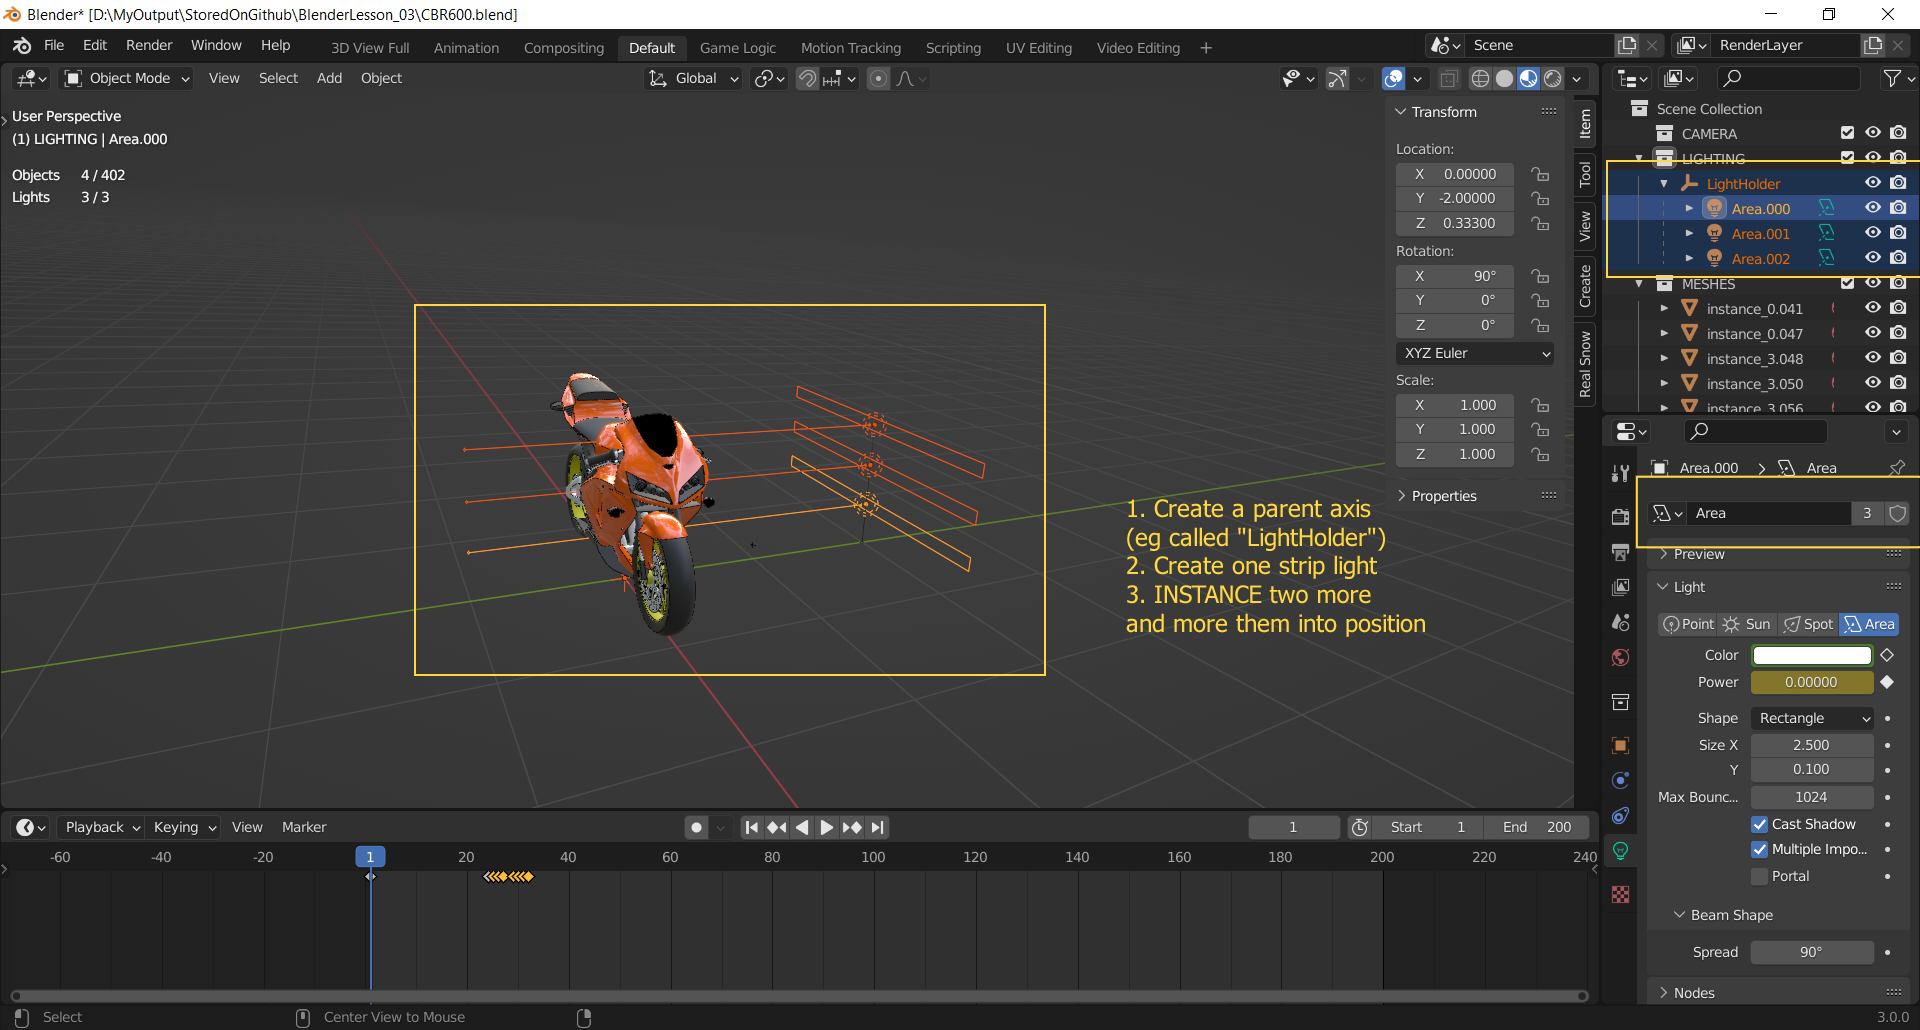 Blender* [D:\MyOutput\StoredOnGithub\BlenderLesson_03\CBR600.blend]
File Edit Render Window Help 3D View Full Animation Compositing Default Game Logic Motion Tracking Scripting UV Editing Video Editing + Scene RenderLayer
Object Mode View Select Add Object Global
User Perspective
(1) LIGHTING | Area.000
Objects 4 / 402
Lights 3 / 3
Transform
Location:
X 0.00000
Y -2.00000
Z 0.33300
Rotation:
X 90°
Y 0°
Z 0°
XYZ Euler
Scale:
X 1.000
Y 1.000
Z 1.000
Properties
Item
Tool
View
Create
Real Snow
1. Create a parent axis
(eg called "LightHolder")
2. Create one strip light
3. INSTANCE two more
and more them into position
Scene Collection
CAMERA
LIGHTING
LightHolder
Area.000
Area.001
Area.002
MESHES
instance_0.041
instance_0.047
instance_3.048
instance_3.050
instance_3.056
Area.000 > Area
Area 3
Preview
Light
Point Sun Spot Area
Color
Power 0.00000
Shape Rectangle
Size X 2.500
Y 0.100
Max Bounc... 1024
Cast Shadow
Multiple Impo...
Portal
Beam Shape
Spread 90°
Nodes
Playback Keying View Marker 1 Start 1 End 200
-60 -40 -20 1 20 40 60 80 100 120 140 160 180 200 220 240
Select Center View to Mouse 3.0.0